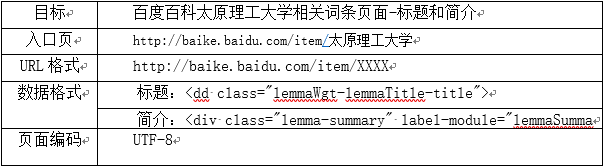 目标 百度百科太原理工大学相关词条页面-标题和简介
入口页 http://baike.baidu.com/item/太原理工大学
URL 格式 http://baike.baidu.com/item/XXXX
数据格式 标题：<dd class="lemmaWgt-lemmaTitle-title">
简介：<div class="lemma-summary" label-module="lemmaSumma
页面编码 UTF-8